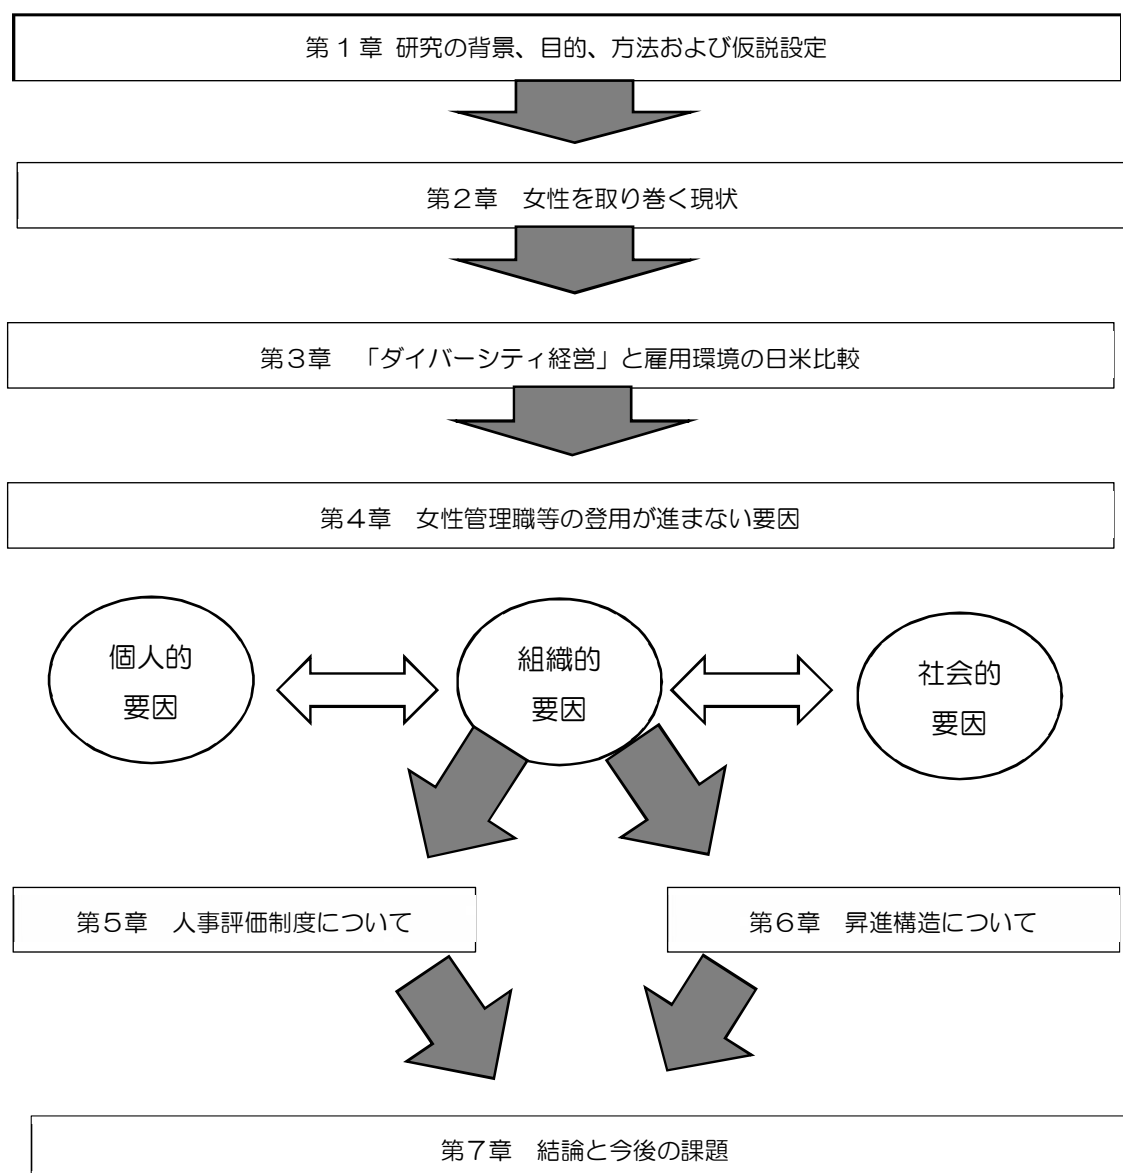 第1章 研究の背景、目的、方法および仮説設定
第2章　女性を取り巻く現状
第3章　「ダイバーシティ経営」と雇用環境の日米比較
第4章　女性管理職等の登用が進まない要因
個人的
要因
組織的
要因
社会的
要因
第5章　人事評価制度について
第6章　昇進構造について
第7章　結論と今後の課題